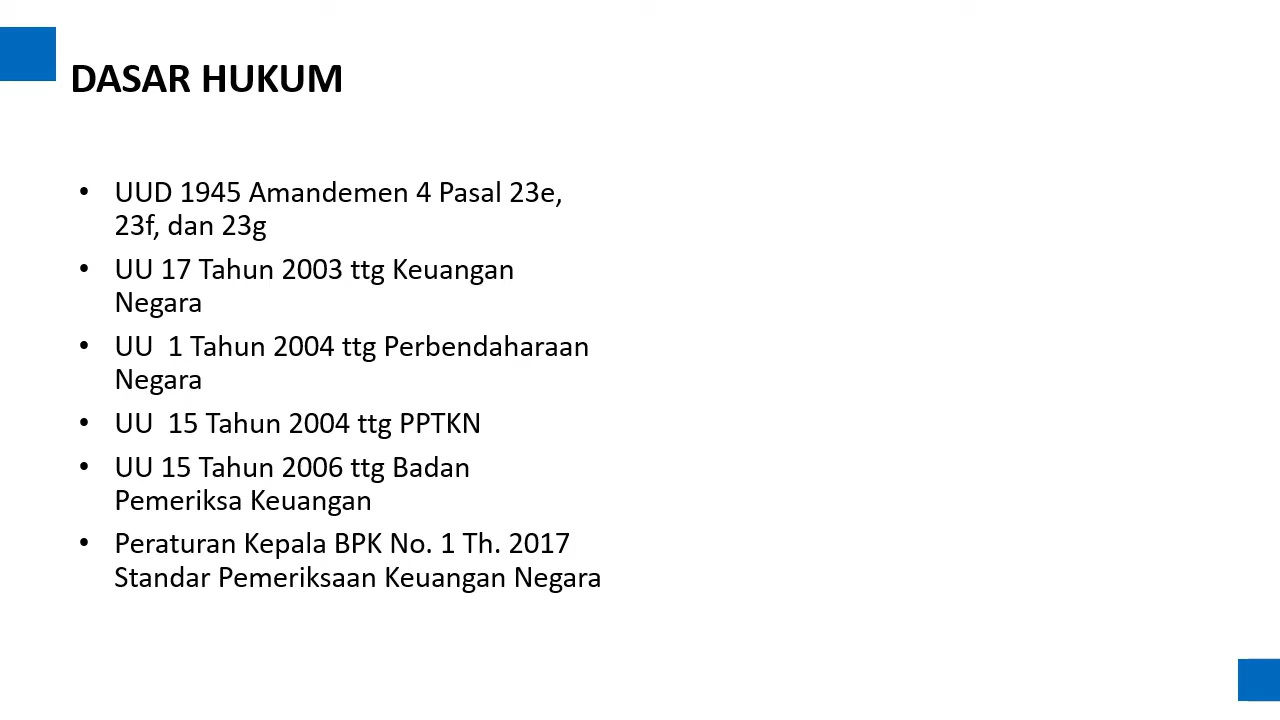 DASAR HUKUM
• UUD 1945 Amandemen 4 Pasal 23e,
23f, dan 23g
• UU 17 Tahun 2003 ttg Keuangan
Negara
• UU  1 Tahun 2004 ttg Perbendaharaan
Negara
• UU  15 Tahun 2004 ttg PPTKN
• UU 15 Tahun 2006 ttg Badan
Pemeriksa Keuangan
• Peraturan Kepala BPK No. 1 Th. 2017
Standar Pemeriksaan Keuangan Negara